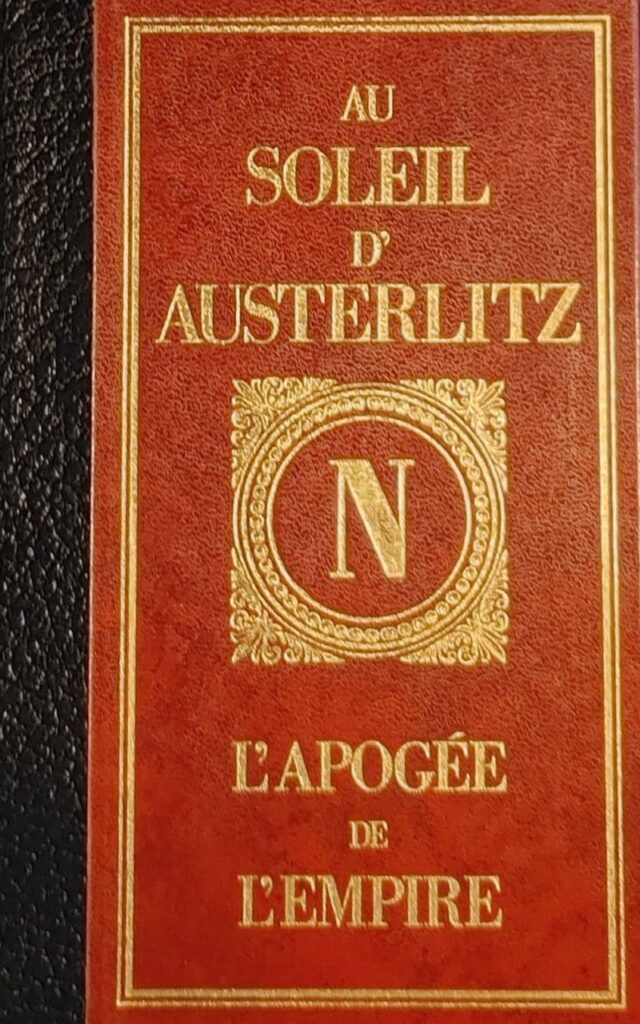 AU
SOLEIL
D'
AUSTERLITZ
N
L'APOGÉE
DE
L'EMPIRE